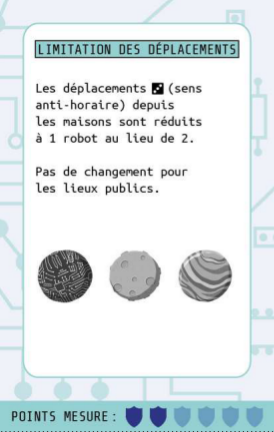 LIMITATION DES DÉPLACEMENTS
Les déplacements (sens
anti-horaire) depuis
les maisons sont réduits
à 1 robot au lieu de 2.
Pas de changement pour
les lieux publics.
POINTS MESURE: